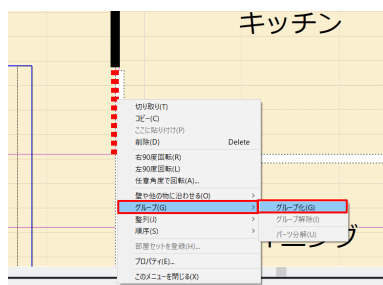 キッチン
切り取り(T)
コピー(C)
ここに貼り付け(P)
削除(D) Delete
右90度回転(R)
左90度回転(L)
任意角度で回転(A)...
壁や他の物に沿わせる(O)
グループ(G)
整列(J)
順序(S)
部屋セットを登録(H)...
プロパティ(E)...
このメニューを閉じる(X)
グループ化(G)
グループ解除(I)
パーツ分解(U)
ニング